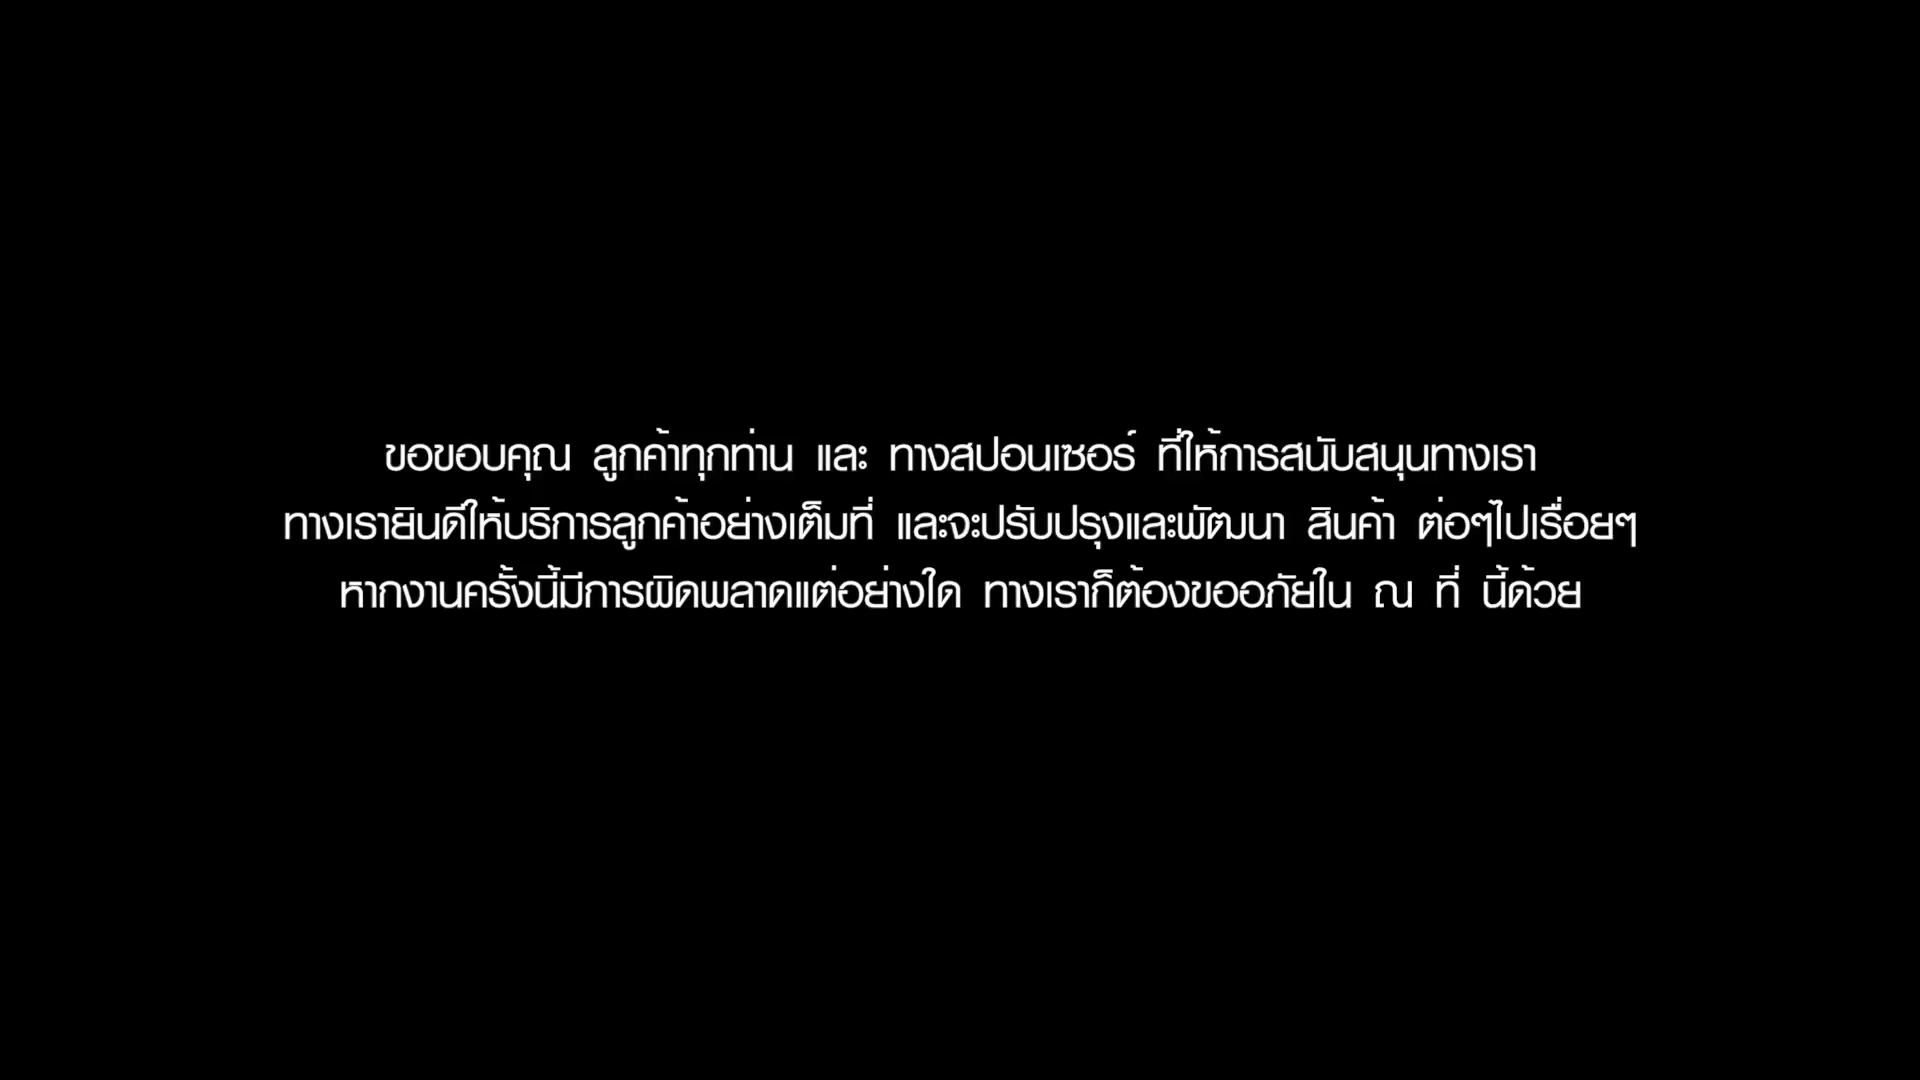 ขอขอบคุณ ลูกค้าทุกท่าน และ ทางสปอนเซอร์ ที่ให้การสนับสนุนทางเรา
ทางเรายินดีให้บริการลูกค้าอย่างเต็มที่ และจะปรับปรุงและพัฒนา สินค้า ต่อๆไปเรื่อยๆ
หากงานครั้งนี้มีการผิดพลาดแต่อย่างใด ทางเราก็ต้องขออภัยใน ณ ที่ นี้ด้วย